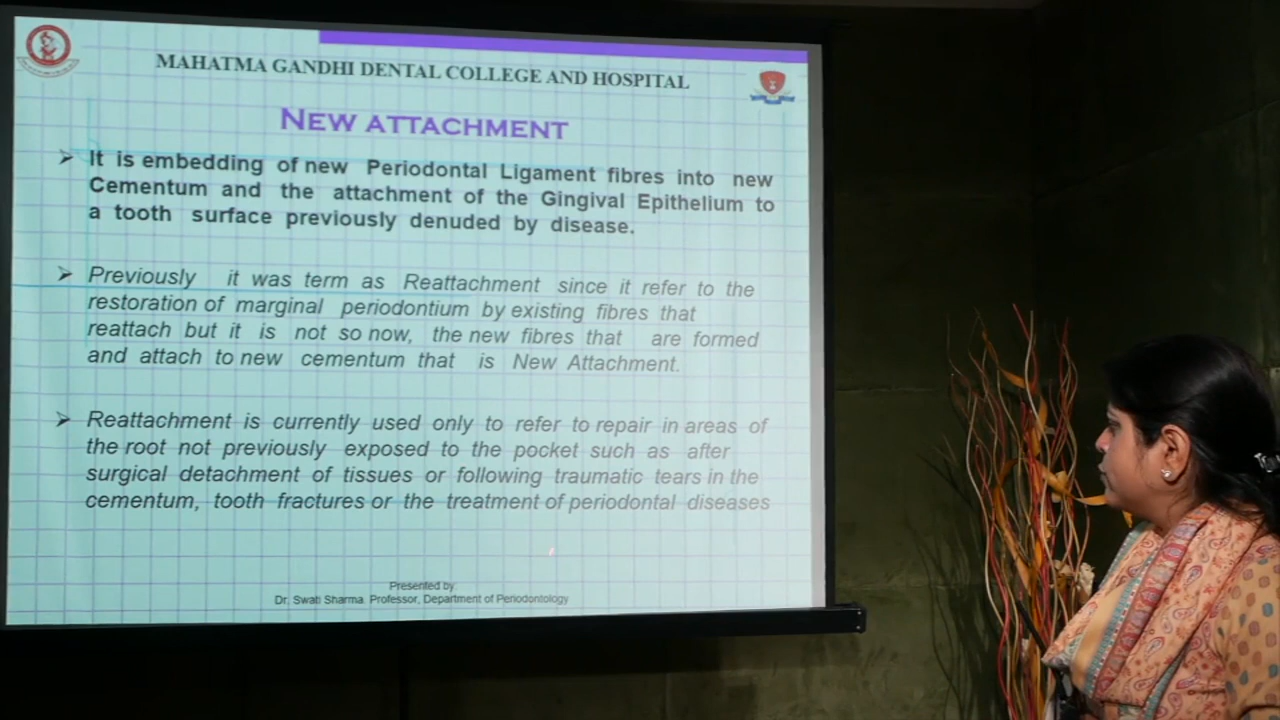 MAHATMA GANDHI DENTAL COLLEGE AND HOSPITAL
NEW ATTACHMENT
It is embedding of new Periodontal Ligament fibres into new
Cementum and the attachment of the Gingival Epithelium to
a tooth surface previously denuded by disease.
Previously it was term as Reattachment since it refer to the
restoration of marginal periodontium by existing fibres that
reattach but it is not so now, the new fibres that are formed
and attach to new cementum that is New Attachment.
Reattachment is currently used only to refer to repair in areas of
the root not previously exposed to the pocket such as after
surgical detachment of tissues or following traumatic tears in the
cementum, tooth fractures or the treatment of periodontal diseases
Presented by
Dr. Swati Sharma. Professor, Department of Periodontology